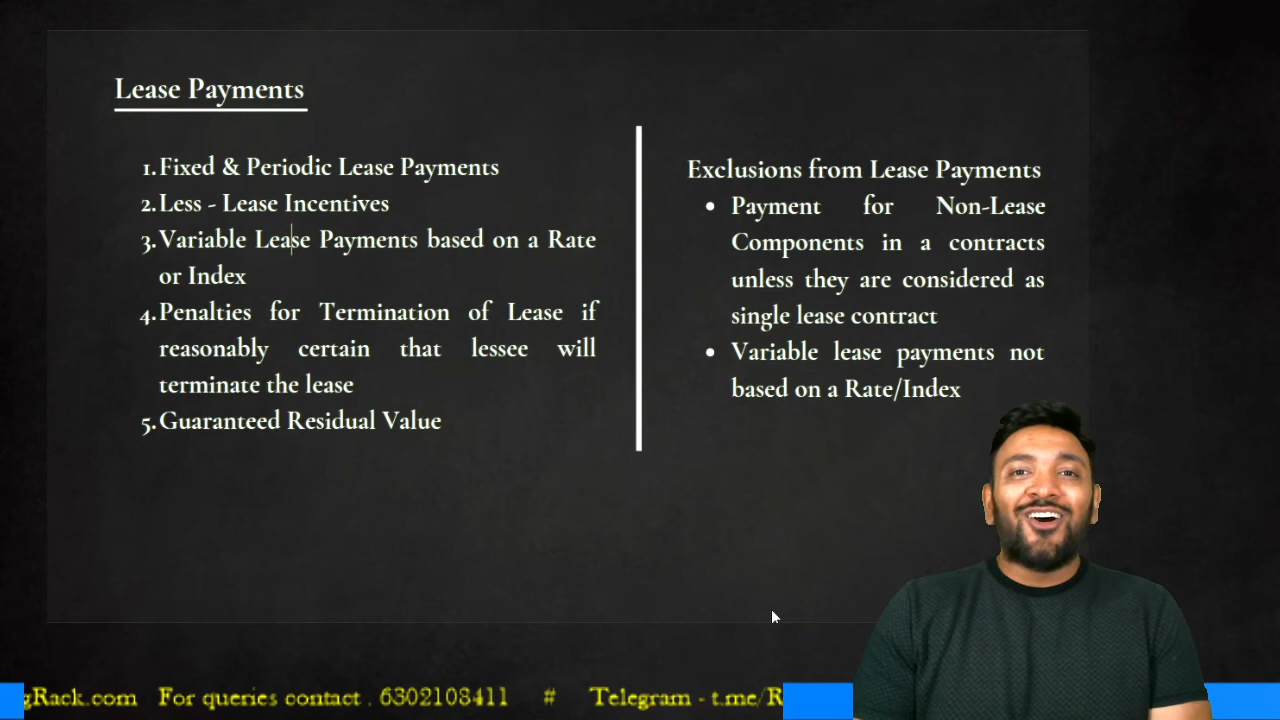 Lease Payments
1. Fixed & Periodic Lease Payments
2. Less - Lease Incentives
3. Variable Lease Payments based on a Rate
or Index
4. Penalties for Termination of Lease if
reasonably certain that lessee will
terminate the lease
5. Guaranteed Residual Value
Exclusions from Lease Payments
• Payment for Non-Lease
Components in a contracts
unless they are considered as
single lease contract
• Variable lease payments not
based on a Rate/Index
gRack.com For queries contact . 6302108411 # Telegram - t.me/R